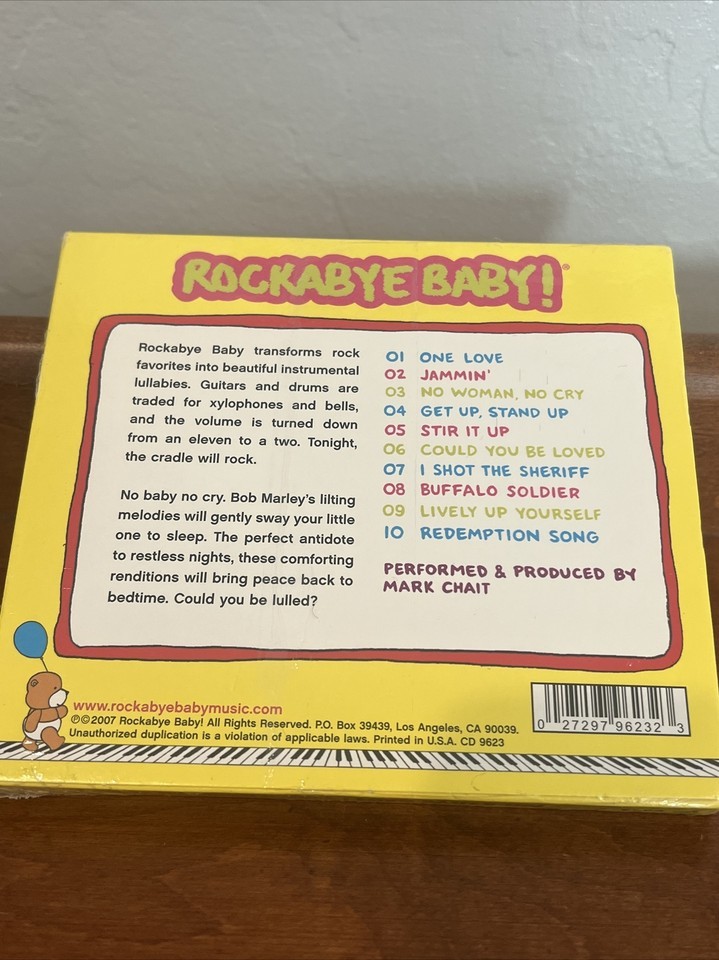 ROCKABYE BABY!®
Rockabye Baby transforms rock
favorites into beautiful instrumental
lullabies. Guitars and drums are
traded for xylophones and bells,
and the volume is turned down
from an eleven to a two. Tonight,
the cradle will rock.
No baby no cry. Bob Marley's lilting
melodies will gently sway your little
one to sleep. The perfect antidote
to restless nights, these comforting
renditions will bring peace back to
bedtime. Could you be lulled?
01 ONE LOVE
02 JAMMIN'
03 NO WOMAN, NO CRY
04 GET UP, STAND UP
05 STIR IT UP
06 COULD YOU BE LOVED
07 I SHOT THE SHERIFF
08 BUFFALO SOLDIER
09 LIVELY UP YOURSELF
10 REDEMPTION SONG
PERFORMED & PRODUCED BY
MARK CHAIT
www.rockabyebabymusic.com
℗©2007 Rockabye Baby! All Rights Reserved. P.O. Box 39439, Los Angeles, CA 90039.
Unauthorized duplication is a violation of applicable laws. Printed in U.S.A. CD 9623
0 27297 96232 3